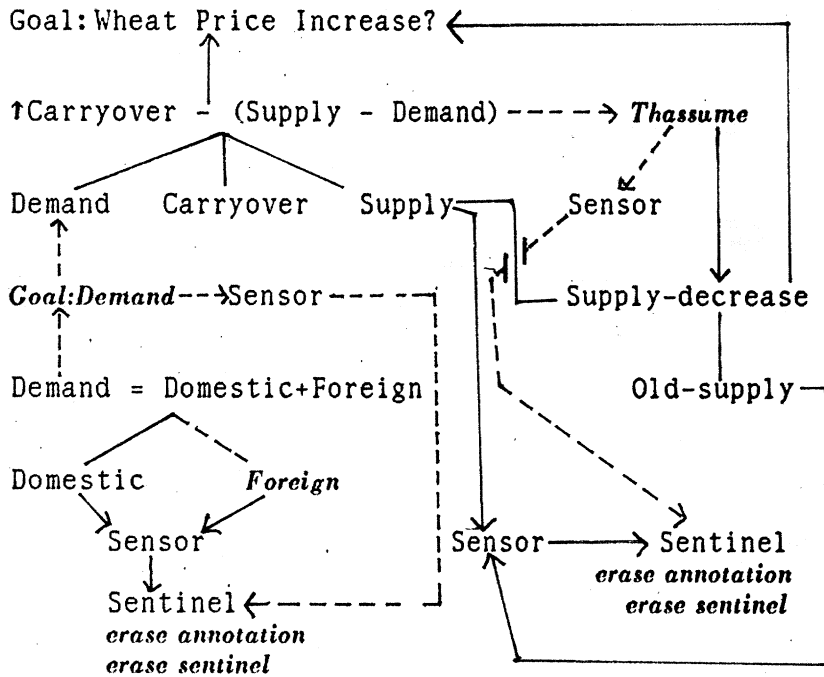 Goal: Wheat Price Increase?
↑Carryover - (Supply - Demand) Thassume
Demand Carryover Supply Sensor
Goal:Demand Sensor Supply-decrease
Demand = Domestic+Foreign Old-supply
Domestic Foreign
Sensor Sensor Sentinel
erase annotation
erase sentinel
Sentinel
erase annotation
erase sentinel